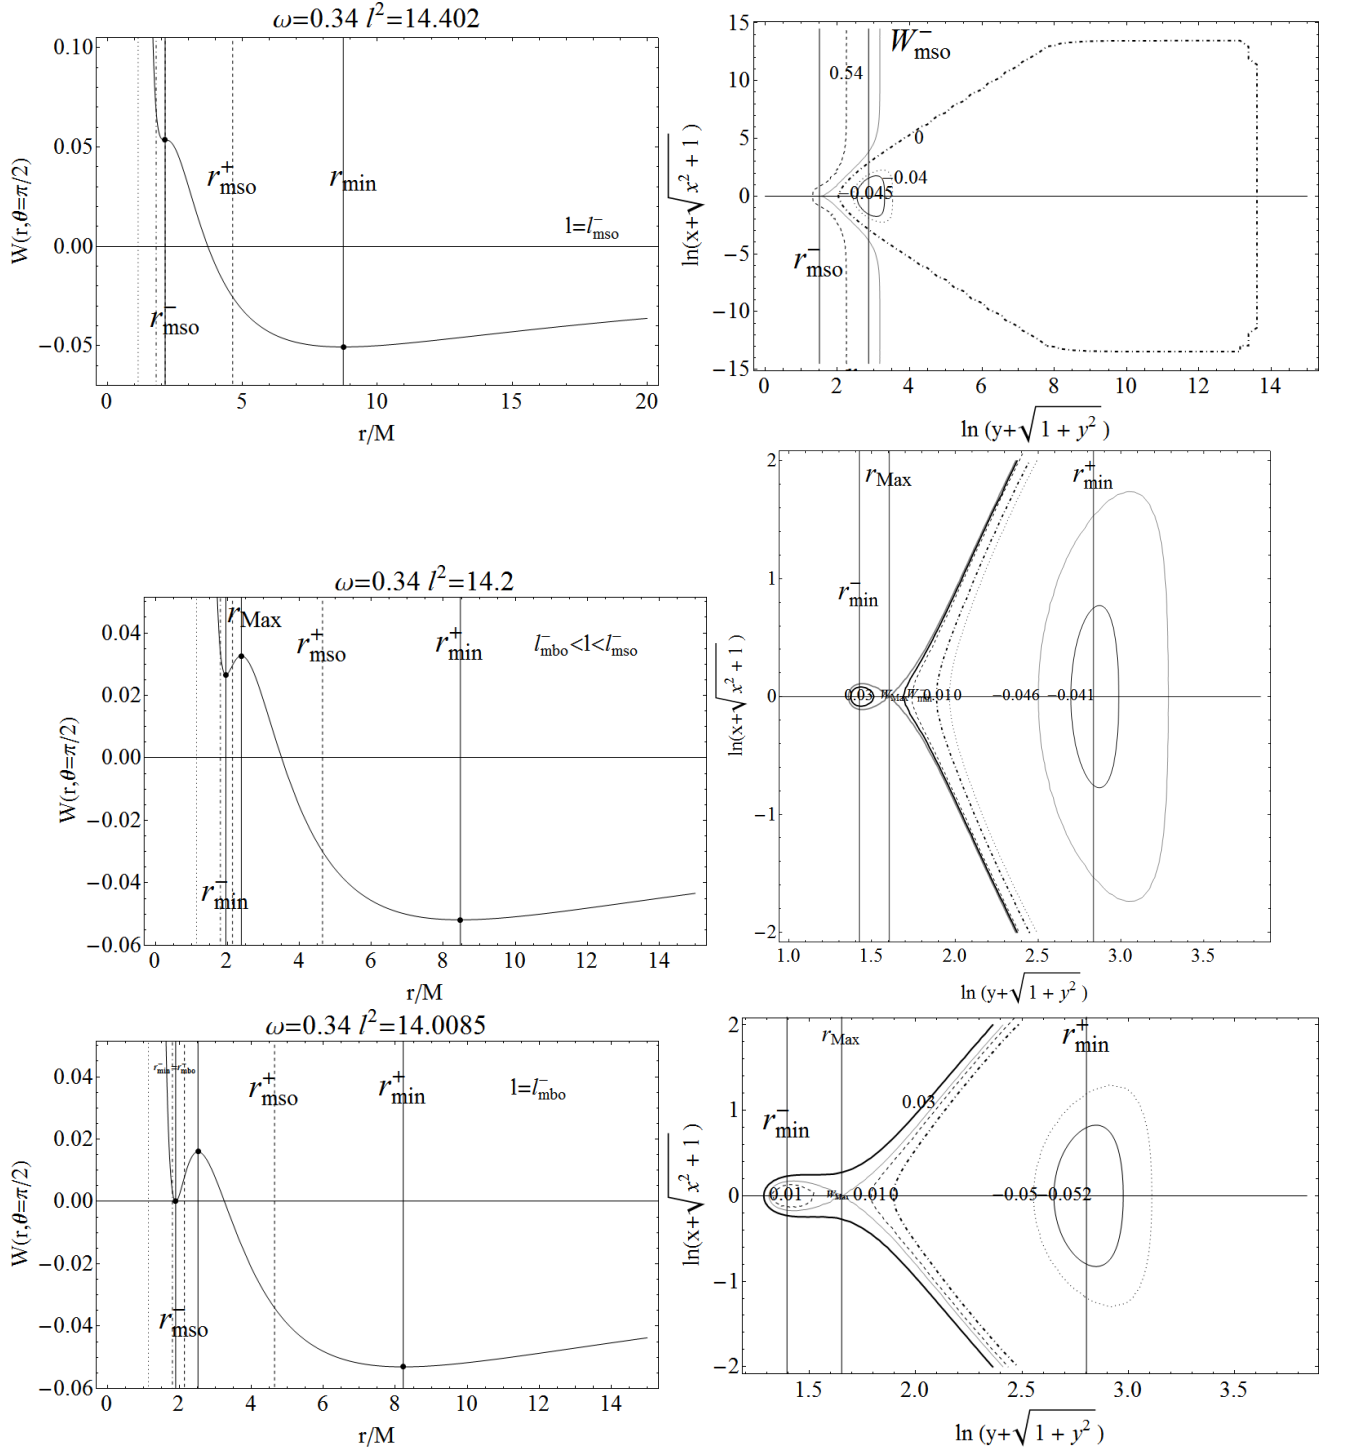 ω=0.34 l²=14.402
W(r,θ=π/2)
0.10
0.05
0.00
−0.05
r⁺mso
rmin
l=l⁻mso
r⁻mso
0 5 10 15 20
r/M
ln(x+√x²+1 )
15
10
5
0
−5
−10
−15
W⁻mso
0.54
0
−0.04
−0.045
r⁻mso
0 2 4 6 8 10 12 14
ln (y+√1+y² )
ω=0.34 l²=14.2
W(r,θ=π/2)
0.04
0.02
0.00
−0.02
−0.04
−0.06
rMax
r⁺mso
r⁺min
l⁻mbo<l<l⁻mso
r⁻min
0 2 4 6 8 10 12 14
r/M
ln(x+√x²+1 )
2
1
0
−1
−2
rMax
r⁺min
r⁻min
0.03 WMax W⁻min 0.010 −0.046 −0.041
1.0 1.5 2.0 2.5 3.0 3.5
ln (y+√1+y² )
ω=0.34 l²=14.0085
W(r,θ=π/2)
0.04
0.02
0.00
−0.02
−0.04
−0.06
r⁻min=r⁻mbo
r⁺mso
r⁺min
l=l⁻mbo
r⁻mso
0 2 4 6 8 10 12 14
r/M
ln(x+√x²+1 )
2
1
0
−1
−2
rMax
r⁺min
0.03
r⁻min
0.01 WMax 0.010 −0.05 −0.052
1.5 2.0 2.5 3.0 3.5
ln (y+√1+y² )